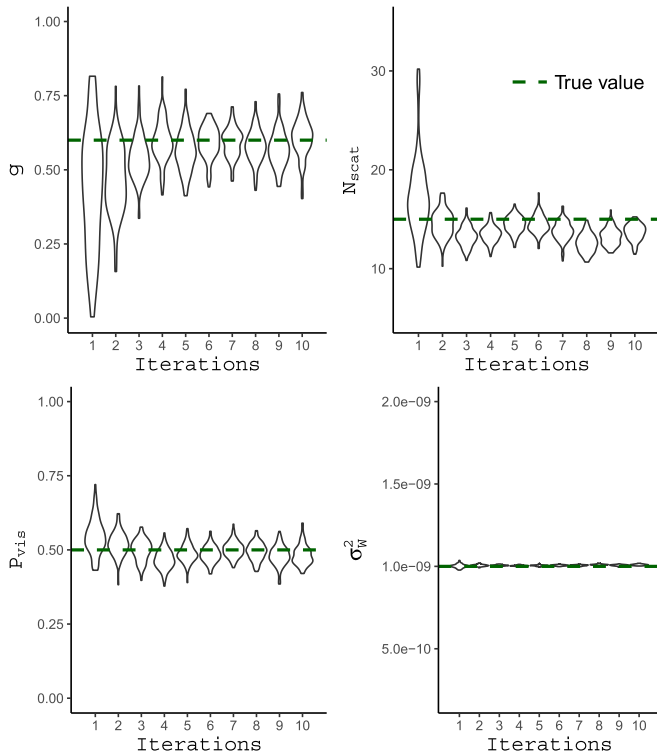 1.00
0.75
0.50
0.25
0.00
g
1 2 3 4 5 6 7 8 9 10
Iterations
30
20
10
Nscat
True value
1 2 3 4 5 6 7 8 9 10
Iterations
1.00
0.75
0.50
0.25
0.00
Pvis
1 2 3 4 5 6 7 8 9 10
Iterations
2.0e−09
1.5e−09
1.0e−09
5.0e−10
σ²W
1 2 3 4 5 6 7 8 9 10
Iterations